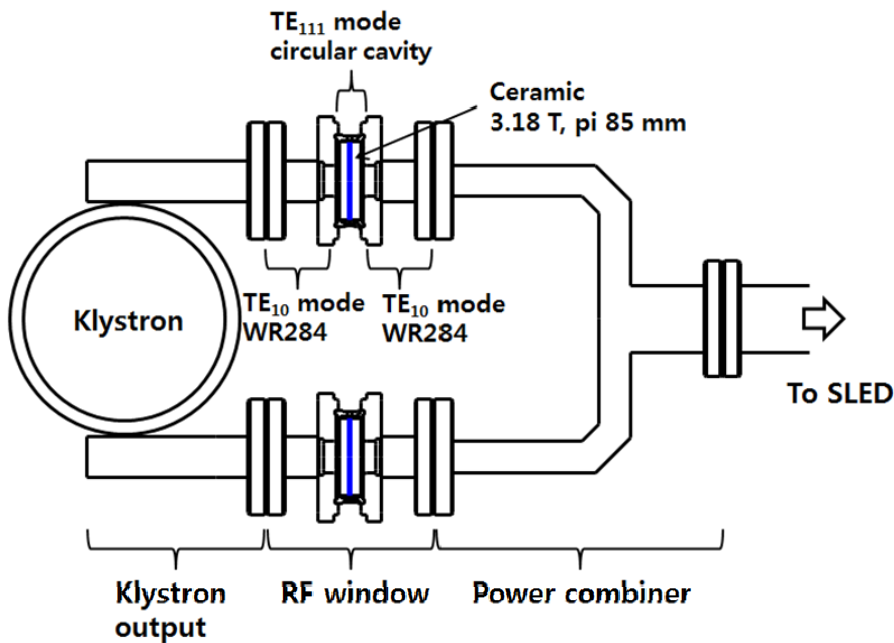 TE₁₁₁ mode
circular cavity
Ceramic
3.18 T, pi 85 mm
Klystron
TE₁₀ mode
WR284
TE₁₀ mode
WR284
To SLED
Klystron
output
RF window
Power combiner